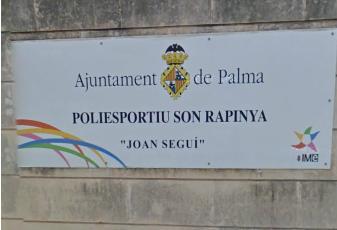 Ajuntament de Palma
POLIESPORTIU SON RAPINYA
"JOAN SEGUÍ"
IME